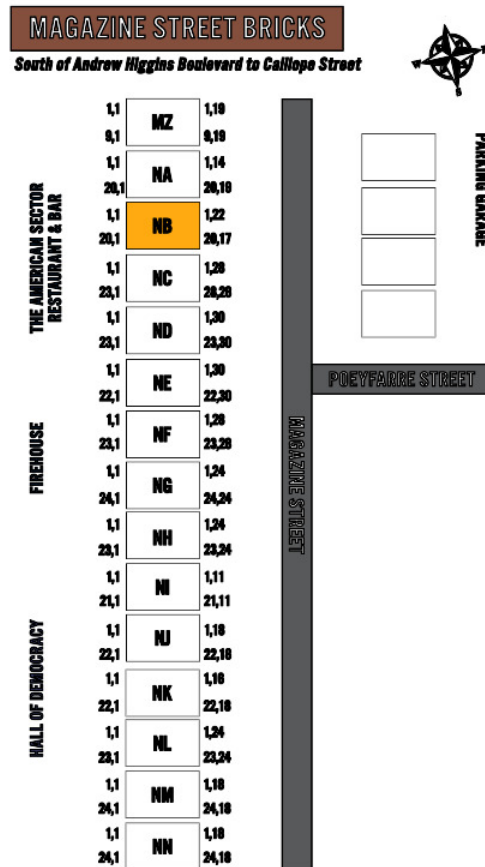 MAGAZINE STREET BRICKS
South of Andrew Higgins Boulevard to Calliope Street
N
W
S
1,1 MZ 1,19
9,1 9,19
1,1 NA 1,14
20,1 20,19
1,1 NB 1,22
20,1 20,17
1,1 NC 1,28
23,1 28,28
1,1 ND 1,30
23,1 23,30
1,1 NE 1,30
22,1 22,30
1,1 NF 1,28
23,1 23,28
1,1 NG 1,24
24,1 24,24
1,1 NH 1,24
23,1 23,24
1,1 NI 1,11
21,1 21,11
1,1 NJ 1,18
22,1 22,18
1,1 NK 1,16
22,1 22,18
1,1 NL 1,24
23,1 23,24
1,1 NM 1,18
24,1 24,18
1,1 NN 1,18
24,1 24,18
THE AMERICAN SECTOR
RESTAURANT & BAR
FIREHOUSE
HALL OF DEMOCRACY
MAGAZINE STREET
POEYFARRE STREET
PARKING GARAGE